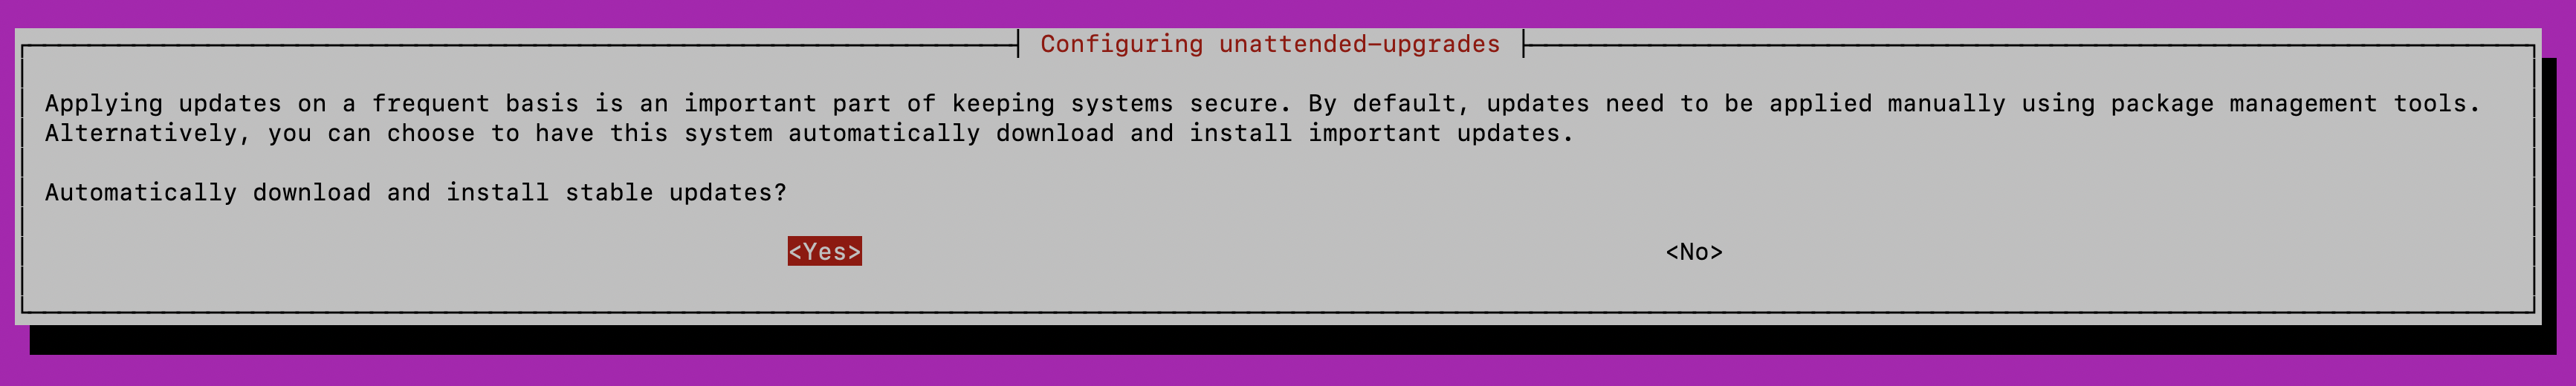 Configuring unattended-upgrades
Applying updates on a frequent basis is an important part of keeping systems secure. By default, updates need to be applied manually using package management tools.
Alternatively, you can choose to have this system automatically download and install important updates.
Automatically download and install stable updates?
<Yes> <No>